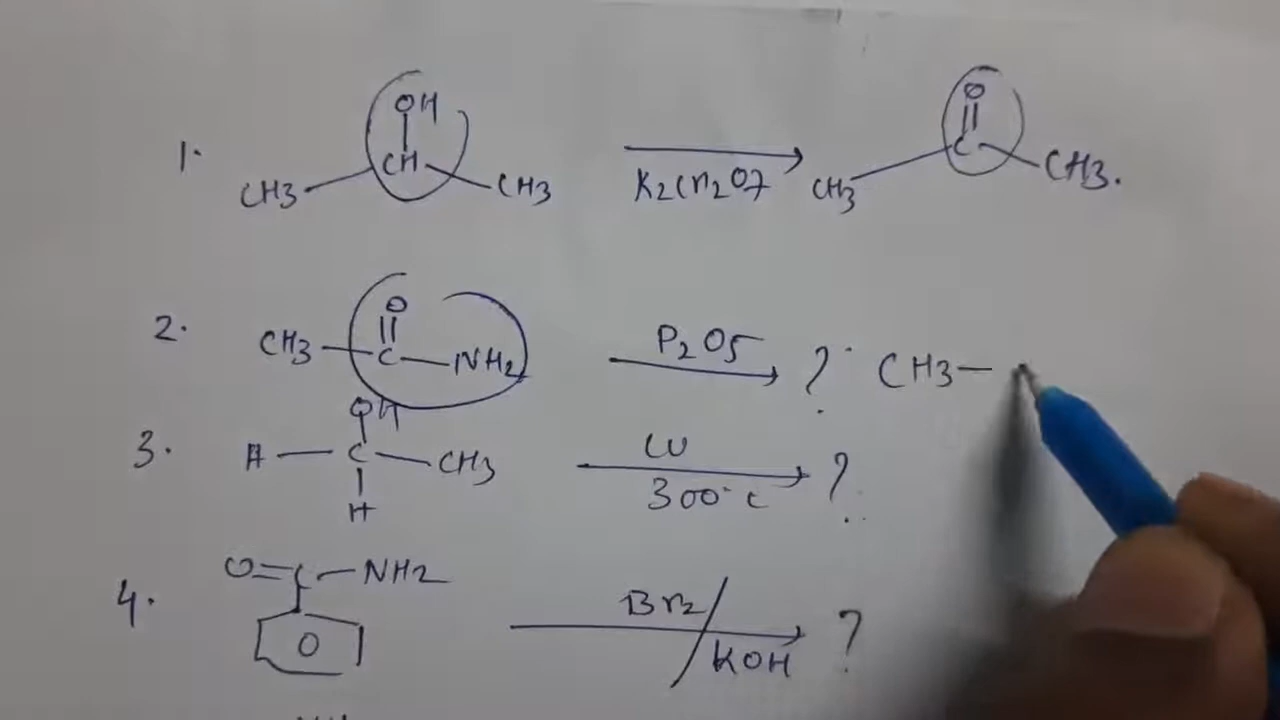 OH O
1. CH3 CH CH3 K2Cr2O7 CH3 C CH3.
O
2. CH3 C NH2 P2O5 ? CH3
OH
3. H C CH3 CU 300°C ?
H
4. O=C NH2 Br2/KOH ?
O